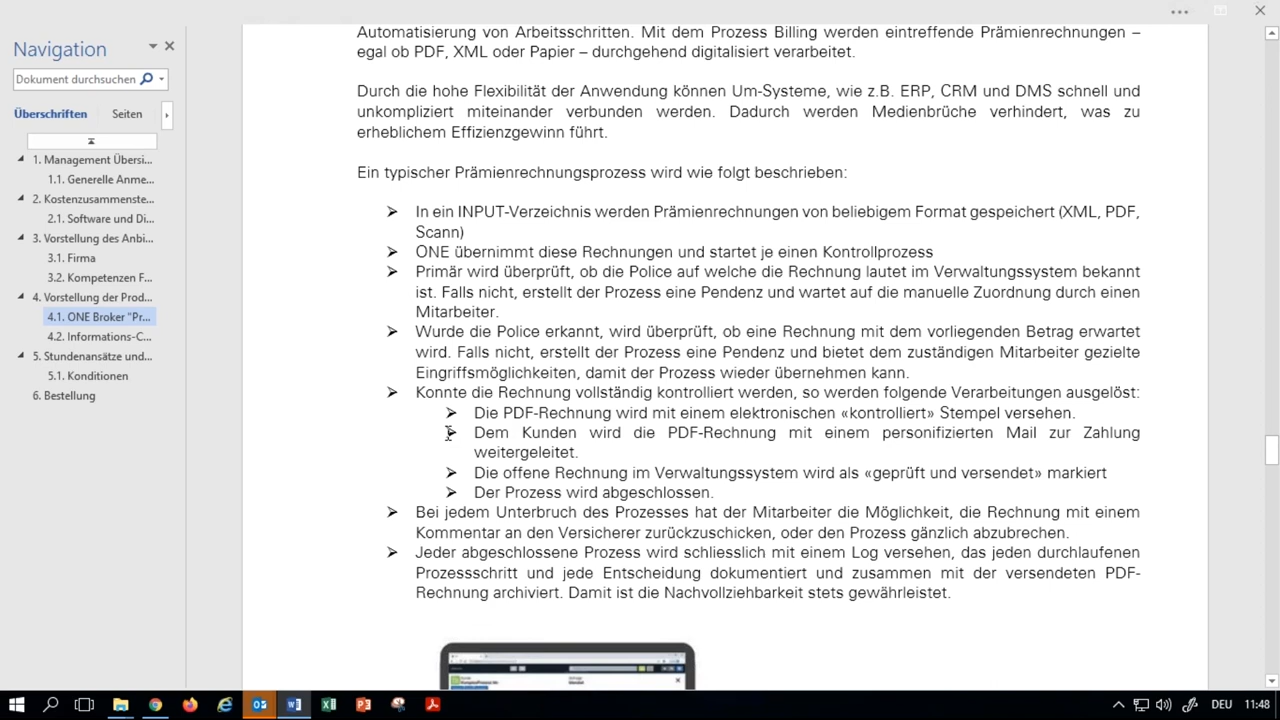 Navigation
Dokument durchsuchen
Überschriften Seiten
1. Management Übersi...
1.1. Generelle Anme...
2. Kostenzusammenste...
2.1. Software und Di...
3. Vorstellung des Anbi...
3.1. Firma
3.2. Kompetenzen F...
4. Vorstellung der Prod...
4.1. ONE Broker "Pr...
4.2. Informations-C...
5. Stundenansätze und...
5.1. Konditionen
6. Bestellung
Automatisierung von Arbeitsschritten. Mit dem Prozess Billing werden eintreffende Prämienrechnungen –
egal ob PDF, XML oder Papier – durchgehend digitalisiert verarbeitet.
Durch die hohe Flexibilität der Anwendung können Um-Systeme, wie z.B. ERP, CRM und DMS schnell und
unkompliziert miteinander verbunden werden. Dadurch werden Medienbrüche verhindert, was zu
erheblichem Effizienzgewinn führt.
Ein typischer Prämienrechnungsprozess wird wie folgt beschrieben:
➢ In ein INPUT-Verzeichnis werden Prämienrechnungen von beliebigem Format gespeichert (XML, PDF,
Scann)
➢ ONE übernimmt diese Rechnungen und startet je einen Kontrollprozess
➢ Primär wird überprüft, ob die Police auf welche die Rechnung lautet im Verwaltungssystem bekannt
ist. Falls nicht, erstellt der Prozess eine Pendenz und wartet auf die manuelle Zuordnung durch einen
Mitarbeiter.
➢ Wurde die Police erkannt, wird überprüft, ob eine Rechnung mit dem vorliegenden Betrag erwartet
wird. Falls nicht, erstellt der Prozess eine Pendenz und bietet dem zuständigen Mitarbeiter gezielte
Eingriffsmöglichkeiten, damit der Prozess wieder übernehmen kann.
➢ Konnte die Rechnung vollständig kontrolliert werden, so werden folgende Verarbeitungen ausgelöst:
➢ Die PDF-Rechnung wird mit einem elektronischen «kontrolliert» Stempel versehen.
➢ Dem Kunden wird die PDF-Rechnung mit einem personifizierten Mail zur Zahlung
weitergeleitet.
➢ Die offene Rechnung im Verwaltungssystem wird als «geprüft und versendet» markiert
➢ Der Prozess wird abgeschlossen.
➢ Bei jedem Unterbruch des Prozesses hat der Mitarbeiter die Möglichkeit, die Rechnung mit einem
Kommentar an den Versicherer zurückzuschicken, oder den Prozess gänzlich abzubrechen.
➢ Jeder abgeschlossene Prozess wird schliesslich mit einem Log versehen, das jeden durchlaufenen
Prozessschritt und jede Entscheidung dokumentiert und zusammen mit der versendeten PDF-
Rechnung archiviert. Damit ist die Nachvollziehbarkeit stets gewährleistet.
DEU 11:48